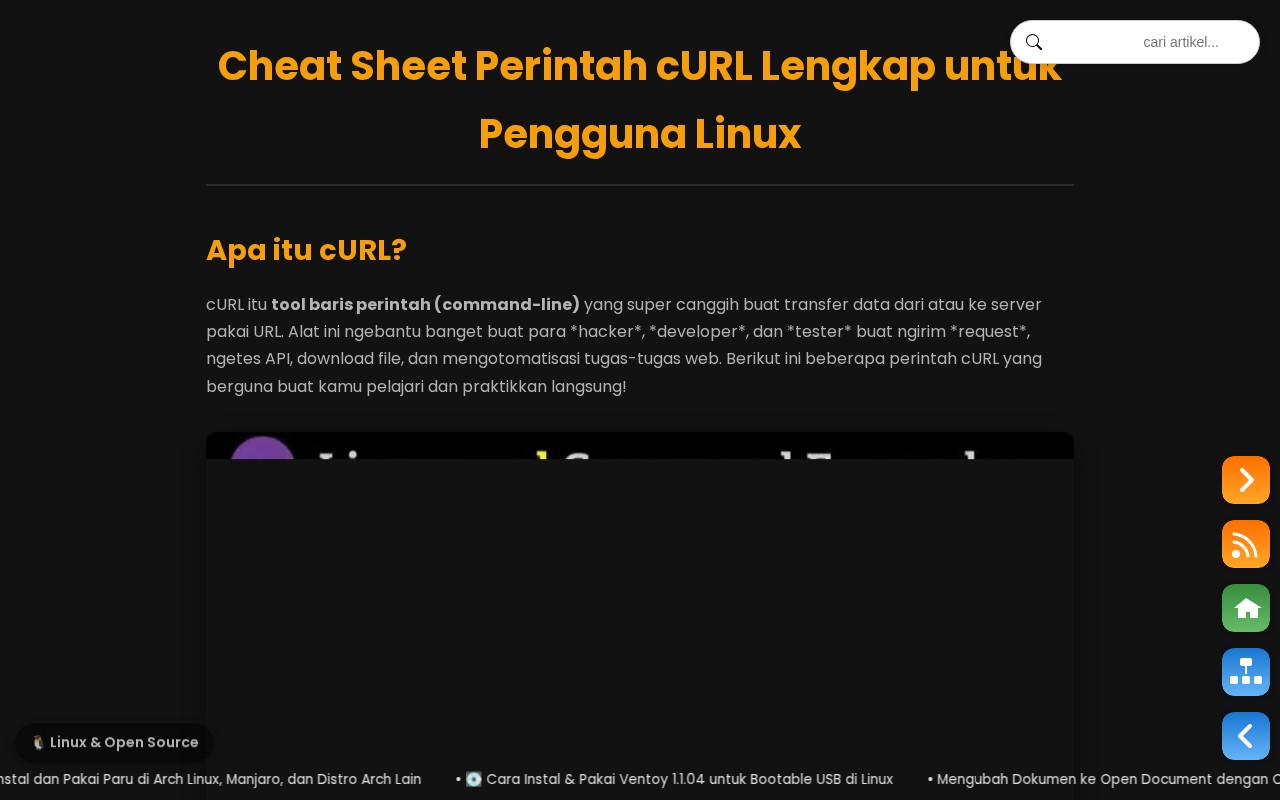 cari artikel...
Cheat Sheet Perintah cURL Lengkap untuk
Pengguna Linux
Apa itu cURL?
cURL itu tool baris perintah (command-line) yang super canggih buat transfer data dari atau ke server
pakai URL. Alat ini ngebantu banget buat para *hacker*, *developer*, dan *tester* buat ngirim *request*,
ngetes API, download file, dan mengotomatisasi tugas-tugas web. Berikut ini beberapa perintah cURL yang
berguna buat kamu pelajari dan praktikkan langsung!
🐧 Linux & Open Source
nstal dan Pakai Paru di Arch Linux, Manjaro, dan Distro Arch Lain • 💽 Cara Instal & Pakai Ventoy 1.1.04 untuk Bootable USB di Linux • Mengubah Dokumen ke Open Document dengan